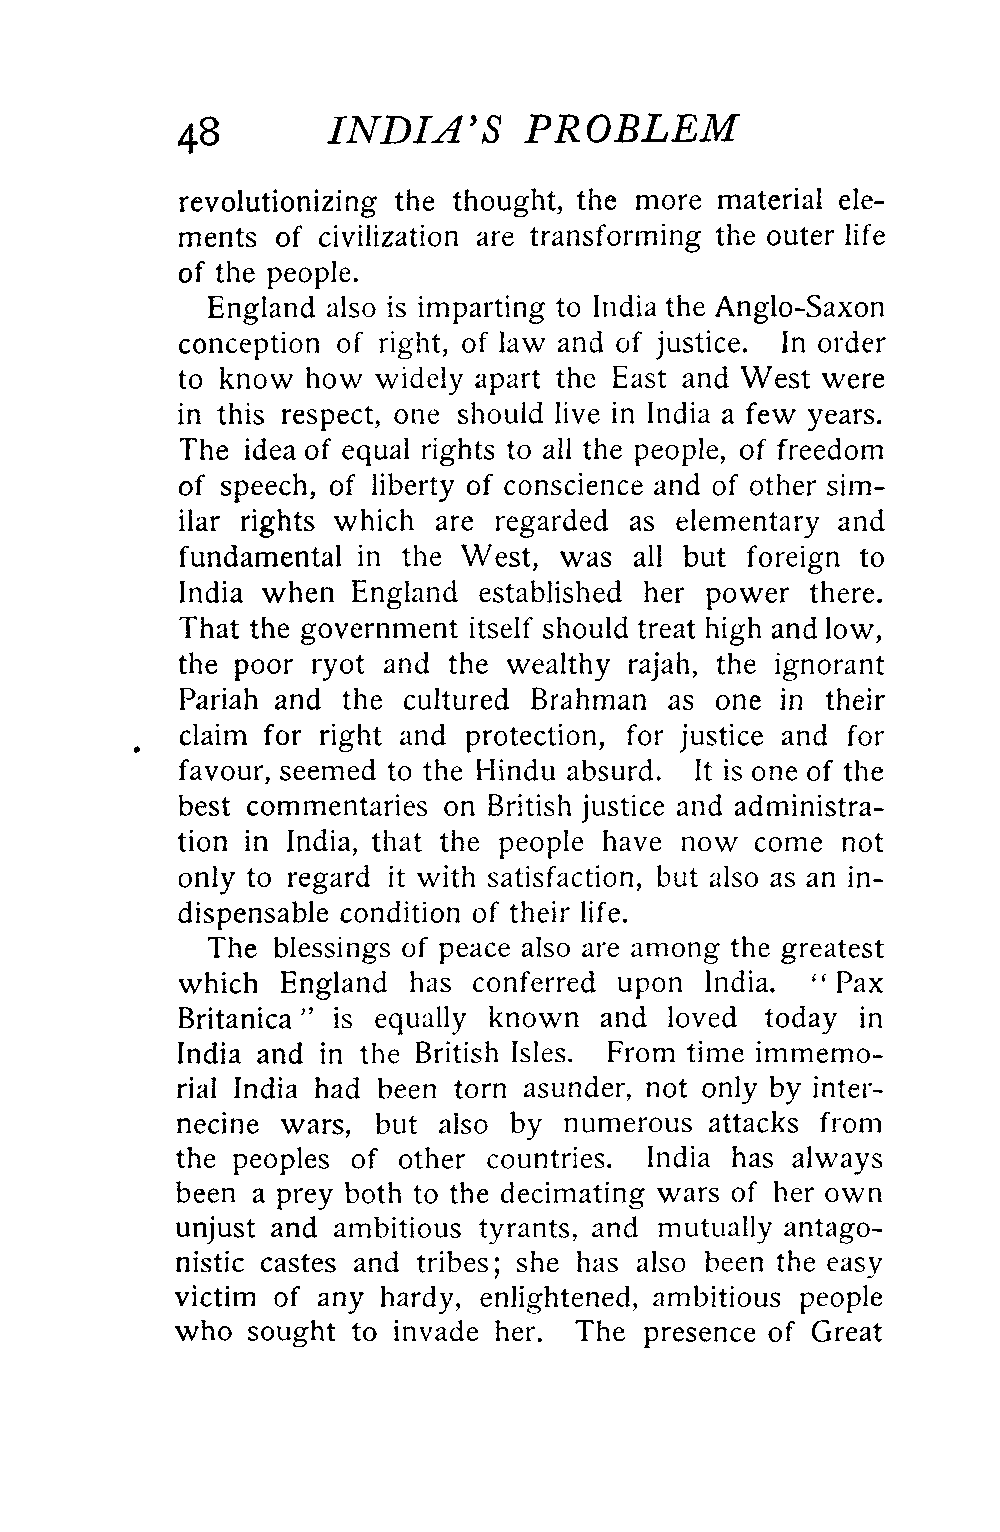 48 INDIA'S PROBLEM
revolutionizing the thought, the more material ele-
ments of civilization are transforming the outer life
of the people.
England also is imparting to India the Anglo-Saxon
conception of right, of law and of justice. In order
to know how widely apart the East and West were
in this respect, one should live in India a few years.
The idea of equal rights to all the people, of freedom
of speech, of liberty of conscience and of other sim-
ilar rights which are regarded as elementary and
fundamental in the West, was all but foreign to
India when England established her power there.
That the government itself should treat high and low,
the poor ryot and the wealthy rajah, the ignorant
Pariah and the cultured Brahman as one in their
claim for right and protection, for justice and for
favour, seemed to the Hindu absurd. It is one of the
best commentaries on British justice and administra-
tion in India, that the people have now come not
only to regard it with satisfaction, but also as an in-
dispensable condition of their life.
The blessings of peace also are among the greatest
which England has conferred upon India. "Pax
Britanica" is equally known and loved today in
India and in the British Isles. From time immemo-
rial India had been torn asunder, not only by inter-
necine wars, but also by numerous attacks from
the peoples of other countries. India has always
been a prey both to the decimating wars of her own
unjust and ambitious tyrants, and mutually antago-
nistic castes and tribes; she has also been the easy
victim of any hardy, enlightened, ambitious people
who sought to invade her. The presence of Great